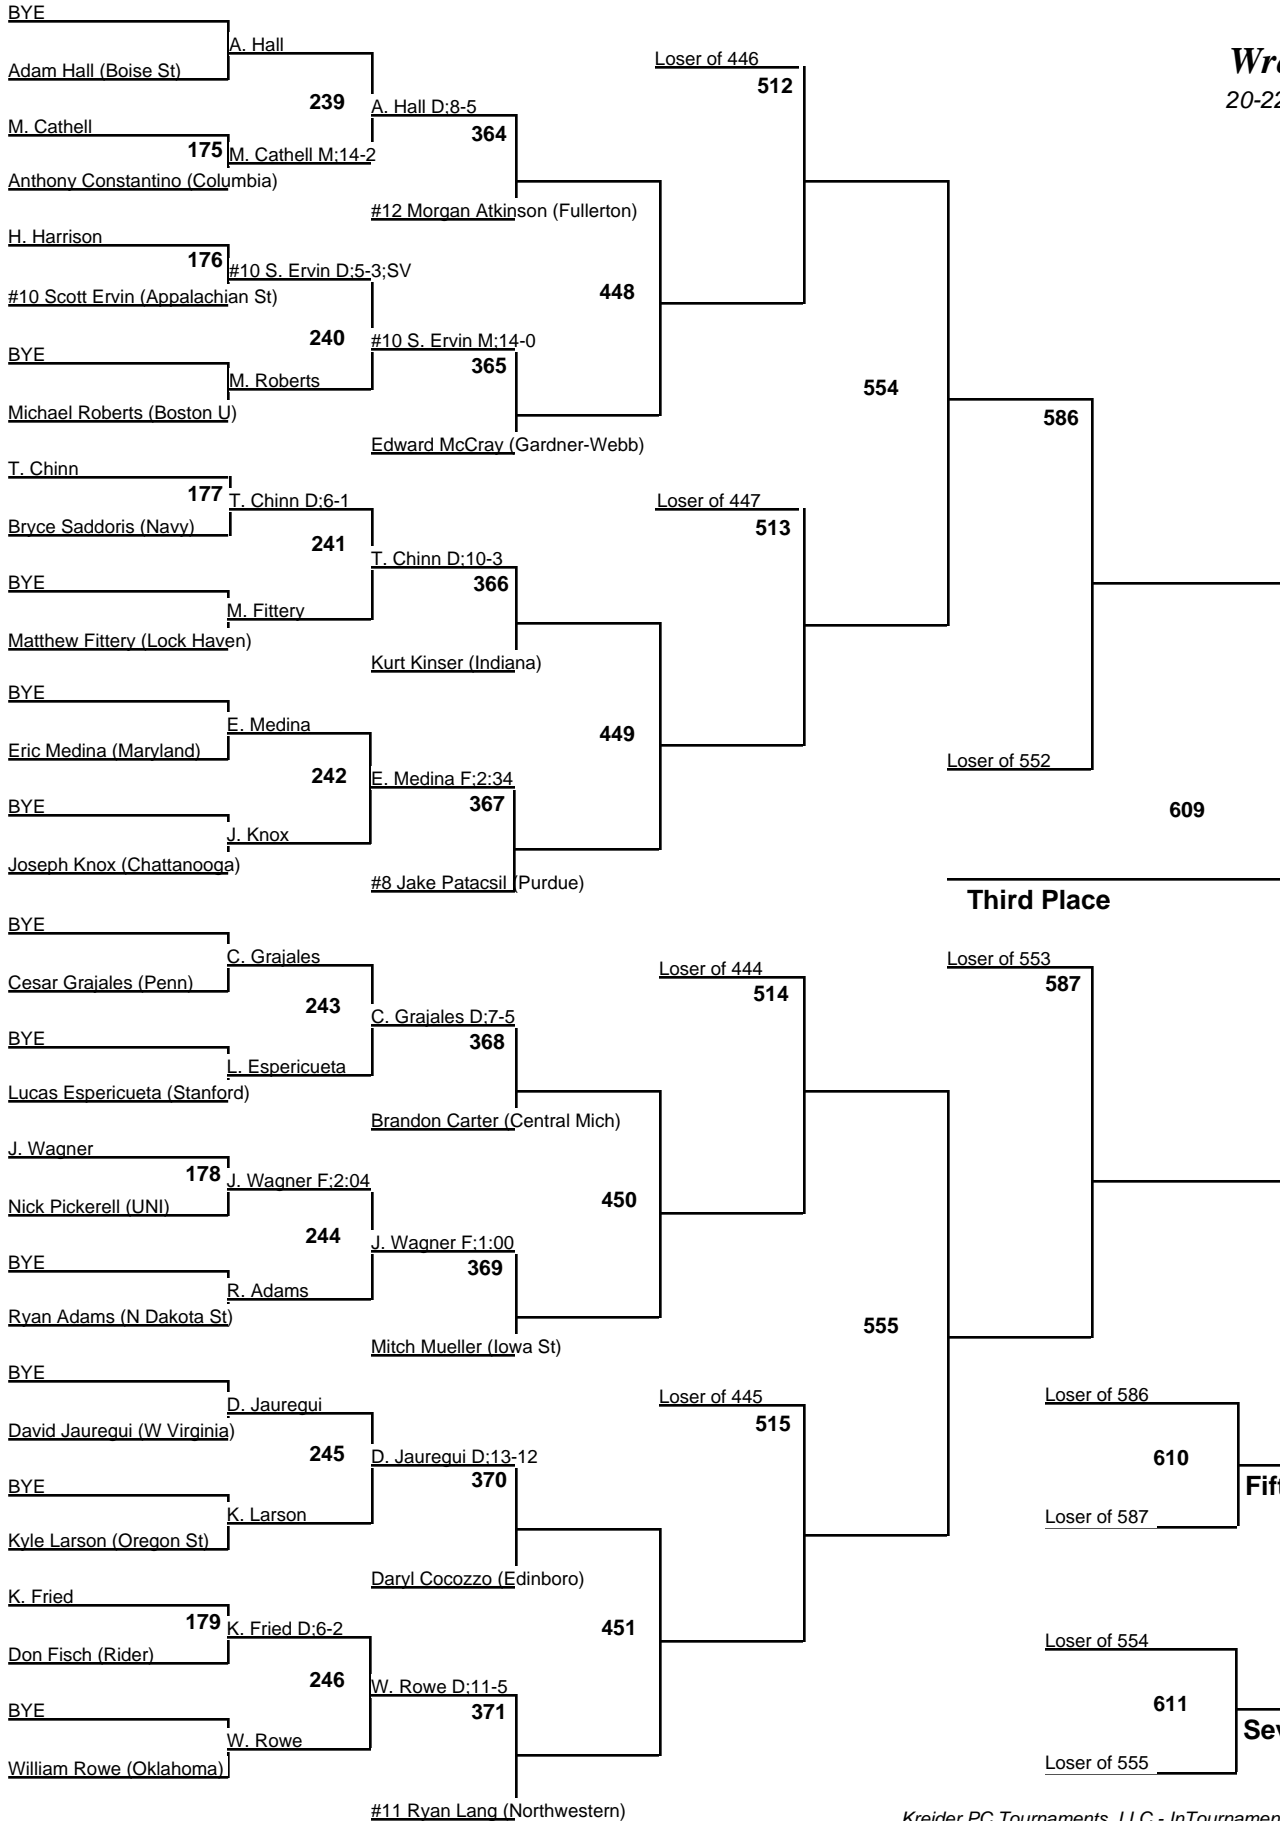 BYE
A. Hall
Adam Hall (Boise St)
239
A. Hall D;8-5
M. Cathell
175
M. Cathell M;14-2
Anthony Constantino (Columbia)
364
#12 Morgan Atkinson (Fullerton)
H. Harrison
176
#10 S. Ervin D;5-3;SV
#10 Scott Ervin (Appalachian St)
240
#10 S. Ervin M;14-0
BYE
M. Roberts
Michael Roberts (Boston U)
365
Edward McCray (Gardner-Webb)
448
Loser of 446
512
T. Chinn
177
T. Chinn D;6-1
Bryce Saddoris (Navy)
241
T. Chinn D;10-3
BYE
M. Fittery
Matthew Fittery (Lock Haven)
366
Kurt Kinser (Indiana)
BYE
E. Medina
Eric Medina (Maryland)
242
E. Medina F;2:34
BYE
J. Knox
Joseph Knox (Chattanooga)
367
#8 Jake Patacsil (Purdue)
449
Loser of 447
513
554
586
Loser of 552
609
Third Place
BYE
C. Grajales
Cesar Grajales (Penn)
243
C. Grajales D;7-5
BYE
L. Espericueta
Lucas Espericueta (Stanford)
368
Brandon Carter (Central Mich)
J. Wagner
178
J. Wagner F;2:04
Nick Pickerell (UNI)
244
J. Wagner F;1:00
BYE
R. Adams
Ryan Adams (N Dakota St)
369
Mitch Mueller (Iowa St)
450
Loser of 444
514
Loser of 553
587
BYE
D. Jauregui
David Jauregui (W Virginia)
245
D. Jauregui D;13-12
BYE
K. Larson
Kyle Larson (Oregon St)
370
Daryl Cocozzo (Edinboro)
K. Fried
179
K. Fried D;6-2
Don Fisch (Rider)
246
W. Rowe D;11-5
BYE
W. Rowe
William Rowe (Oklahoma)
371
#11 Ryan Lang (Northwestern)
451
Loser of 445
515
555
Loser of 586
610
Loser of 587
Loser of 554
611
Loser of 555
20-22
Kreider PC Tournaments, LLC - InTournamen